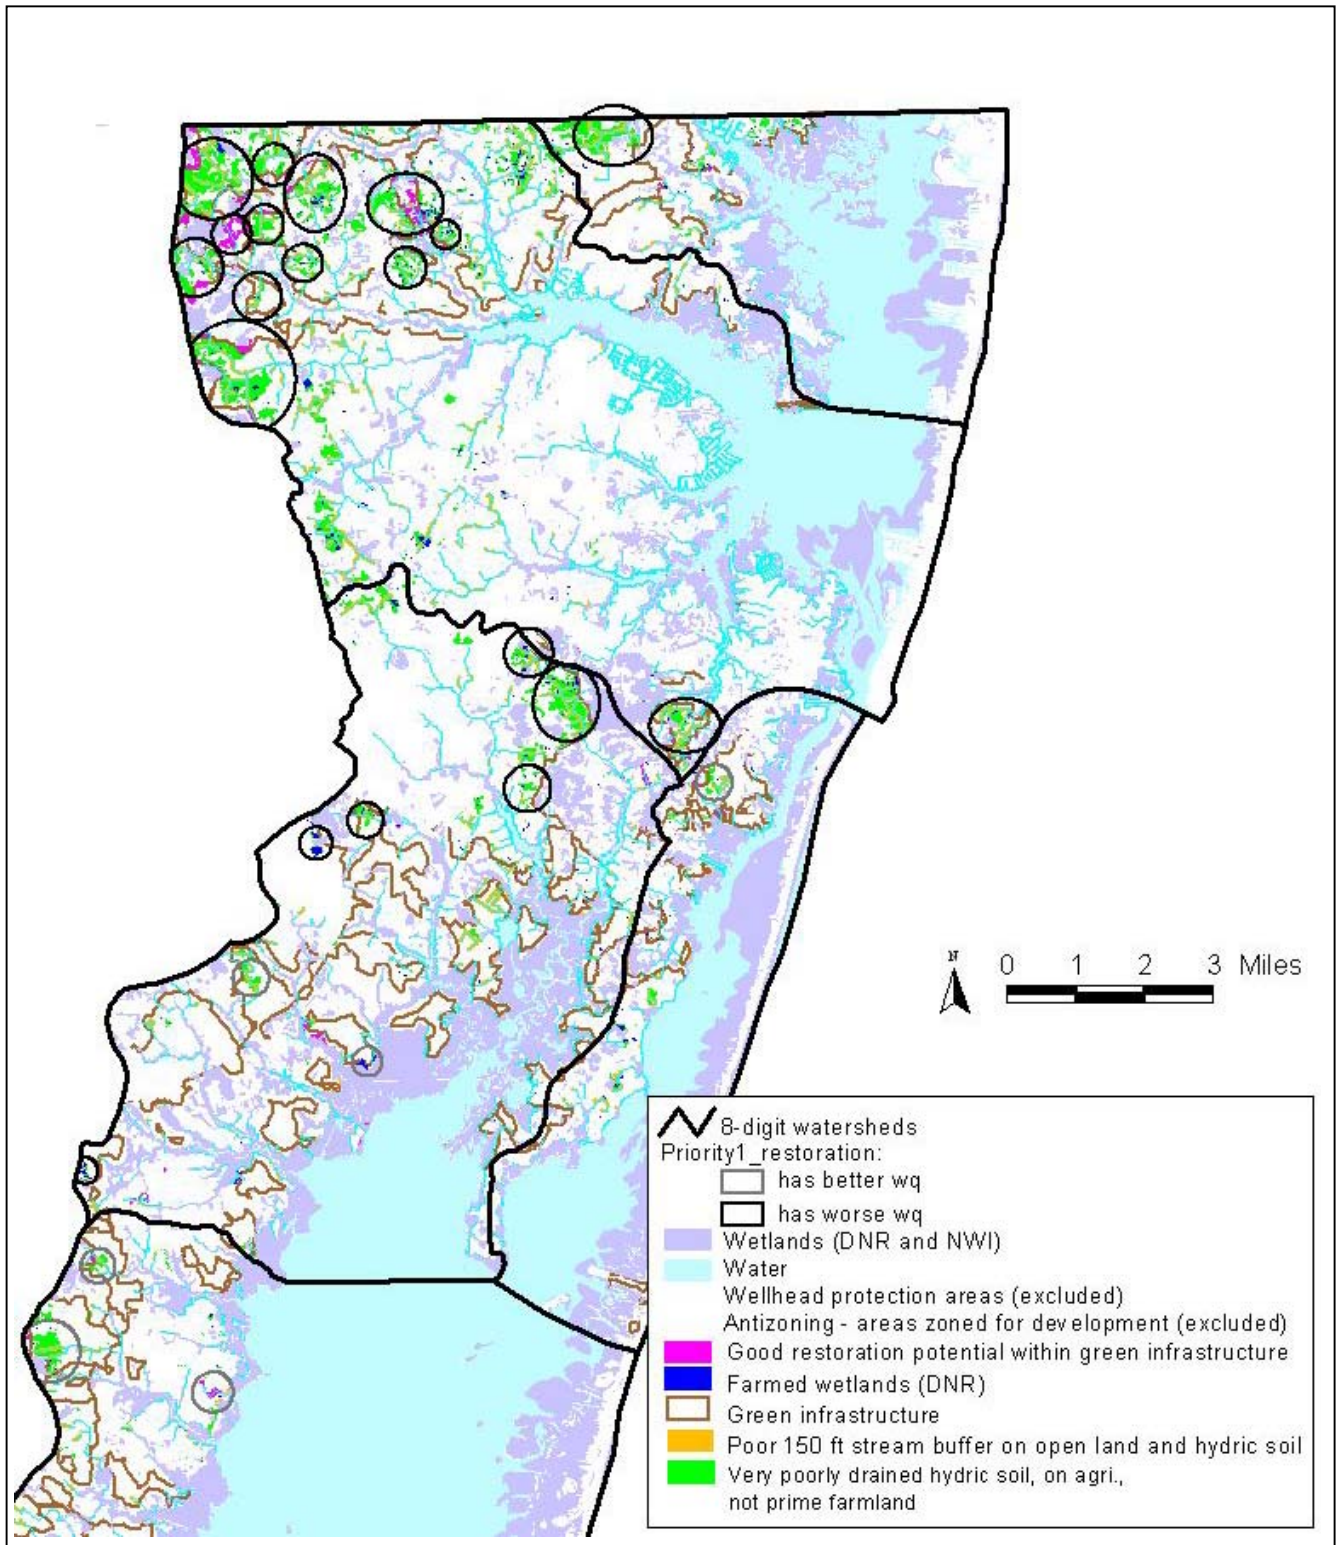 N
0 1 2 3 Miles
8-digit watersheds
Priority1_restoration:
has better wq
has worse wq
Wetlands (DNR and NWI)
Water
Wellhead protection areas (excluded)
Antizoning - areas zoned for development (excluded)
Good restoration potential within green infrastructure
Farmed wetlands (DNR)
Green infrastructure
Poor 150 ft stream buffer on open land and hydric soil
Very poorly drained hydric soil, on agri.,
not prime farmland